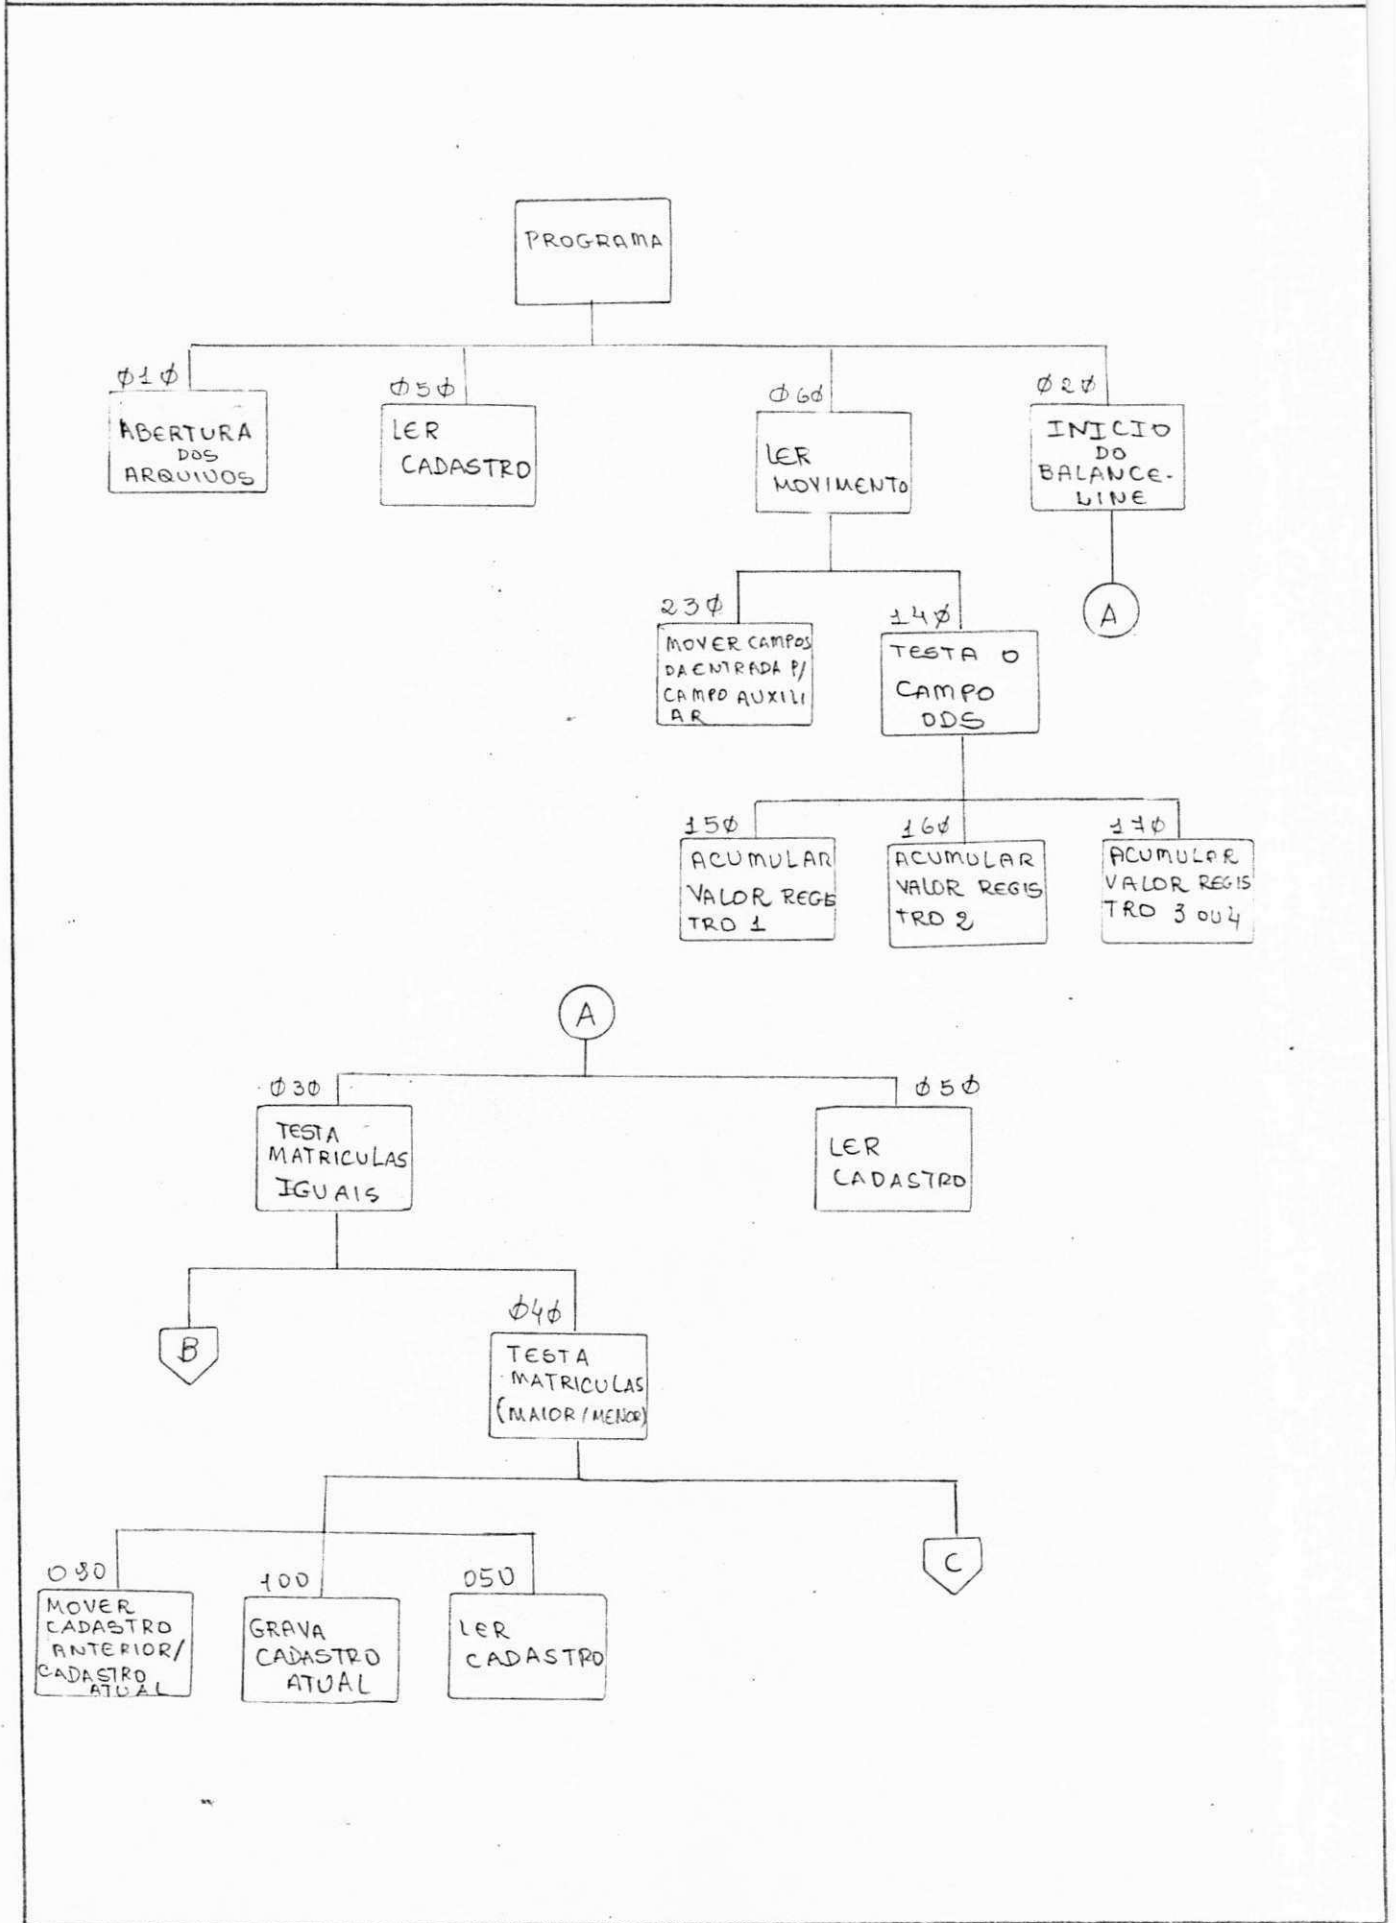 PROGRAMA
Ø1Ø
ABERTURA
DOS
ARQUIVOS
Ø5Ø
LER
CADASTRO
Ø6Ø
LER
MOVIMENTO
Ø2Ø
INICIO
DO
BALANCE-
LINE
A
23Ø
MOVER CAMPOS
DA ENTRADA P/
CAMPO AUXILI
AR
14Ø
TESTA O
CAMPO
DDS
15Ø
ACUMULAR
VALOR REGIS
TRO 1
16Ø
ACUMULAR
VALOR REGIS
TRO 2
17Ø
ACUMULAR
VALOR REGIS
TRO 3 OU 4
A
Ø3Ø
TESTA
MATRICULAS
IGUAIS
Ø5Ø
LER
CADASTRO
B
Ø4Ø
TESTA
MATRICULAS
(MAIOR/MENOR)
C
090
MOVER
CADASTRO
ANTERIOR/
CADASTRO
ATUAL
100
GRAVA
CADASTRO
ATUAL
050
LER
CADASTRO